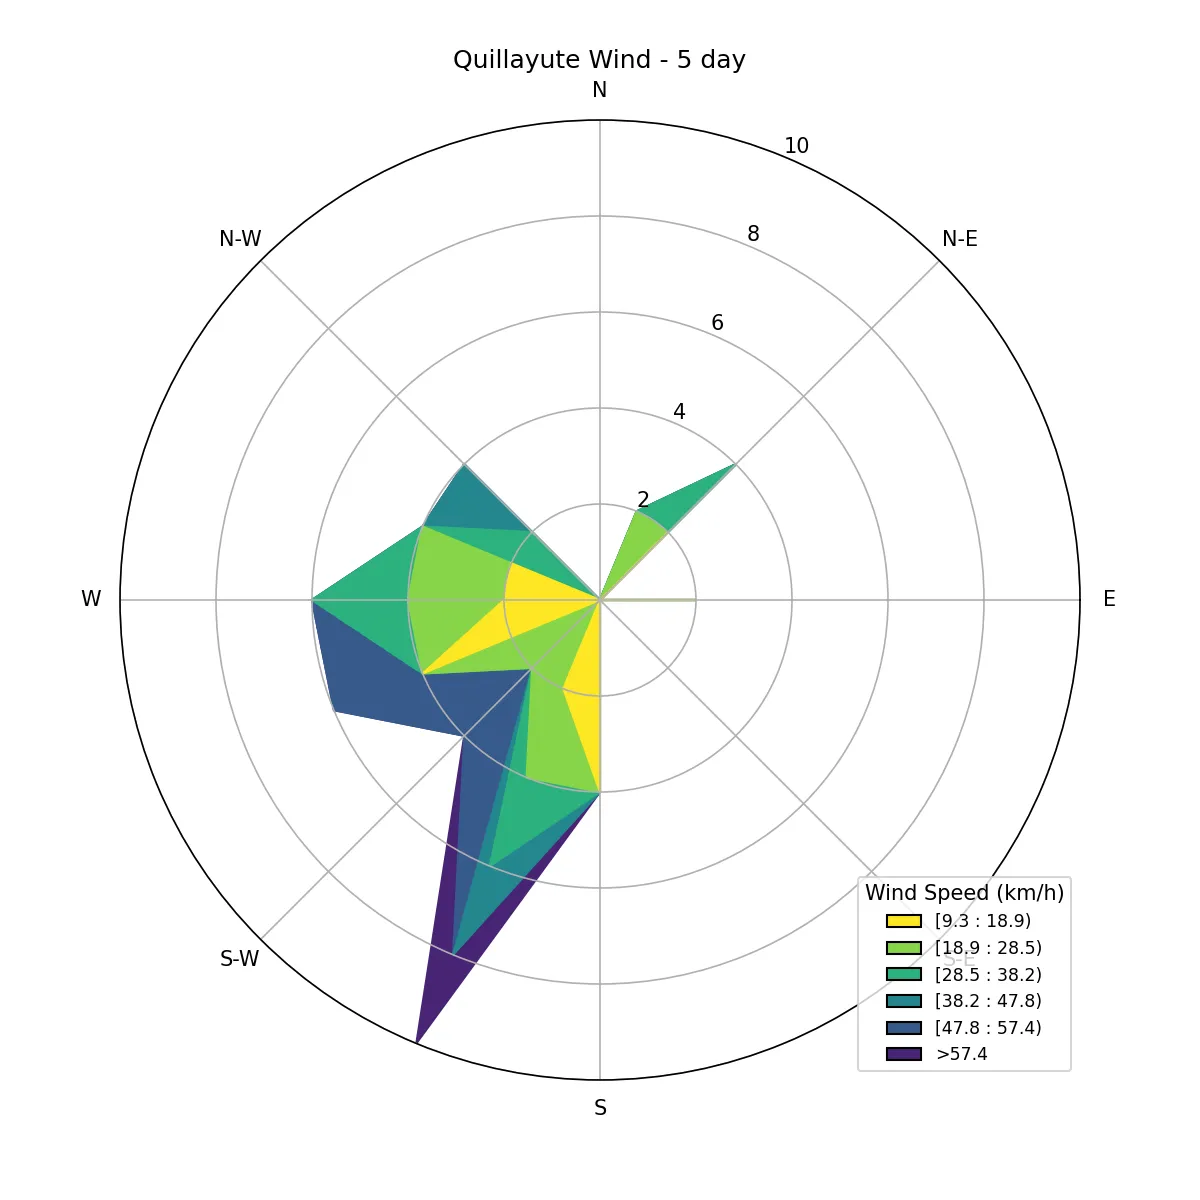 Quillayute Wind - 5 day
N
10
N-W
8
N-E
6
4
2
W
E
S-W
S-E
S
Wind Speed (km/h)
[9.3 : 18.9)
[18.9 : 28.5)
[28.5 : 38.2)
[38.2 : 47.8)
[47.8 : 57.4)
>57.4